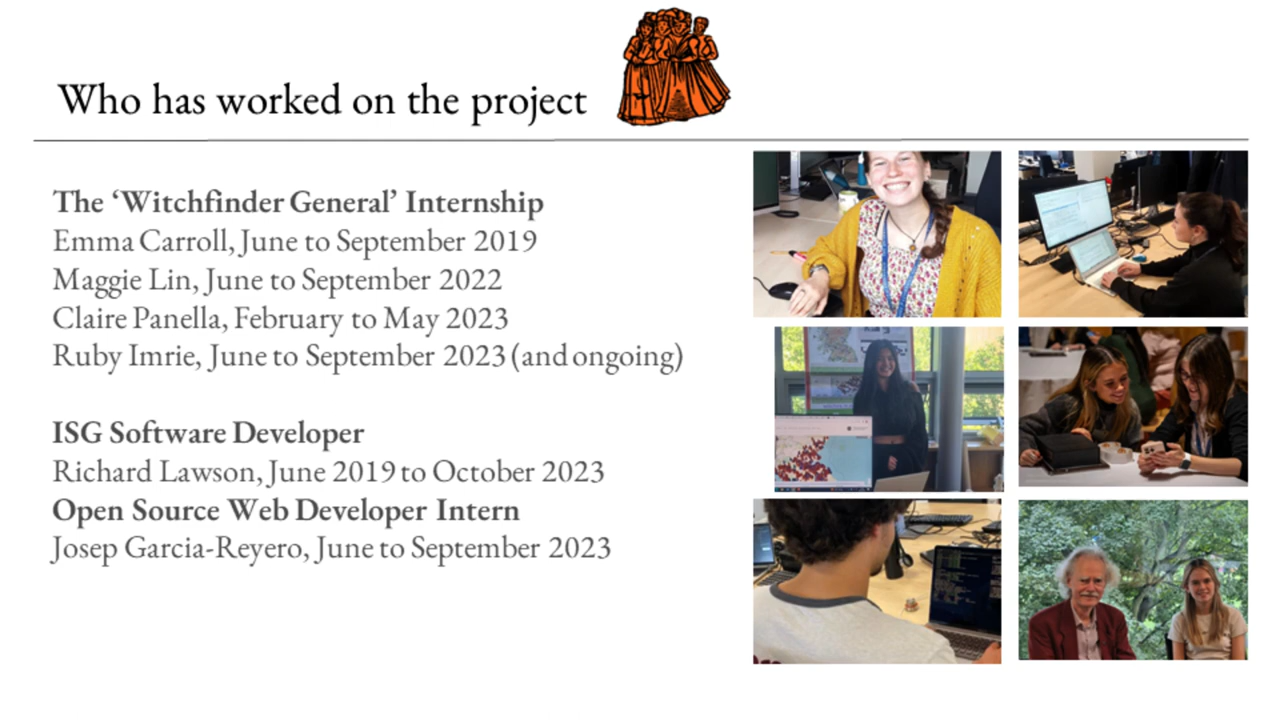 Who has worked on the project
The ‘Witchfinder General’ Internship
Emma Carroll, June to September 2019
Maggie Lin, June to September 2022
Claire Panella, February to May 2023
Ruby Imrie, June to September 2023 (and ongoing)
ISG Software Developer
Richard Lawson, June 2019 to October 2023
Open Source Web Developer Intern
Josep Garcia-Reyero, June to September 2023